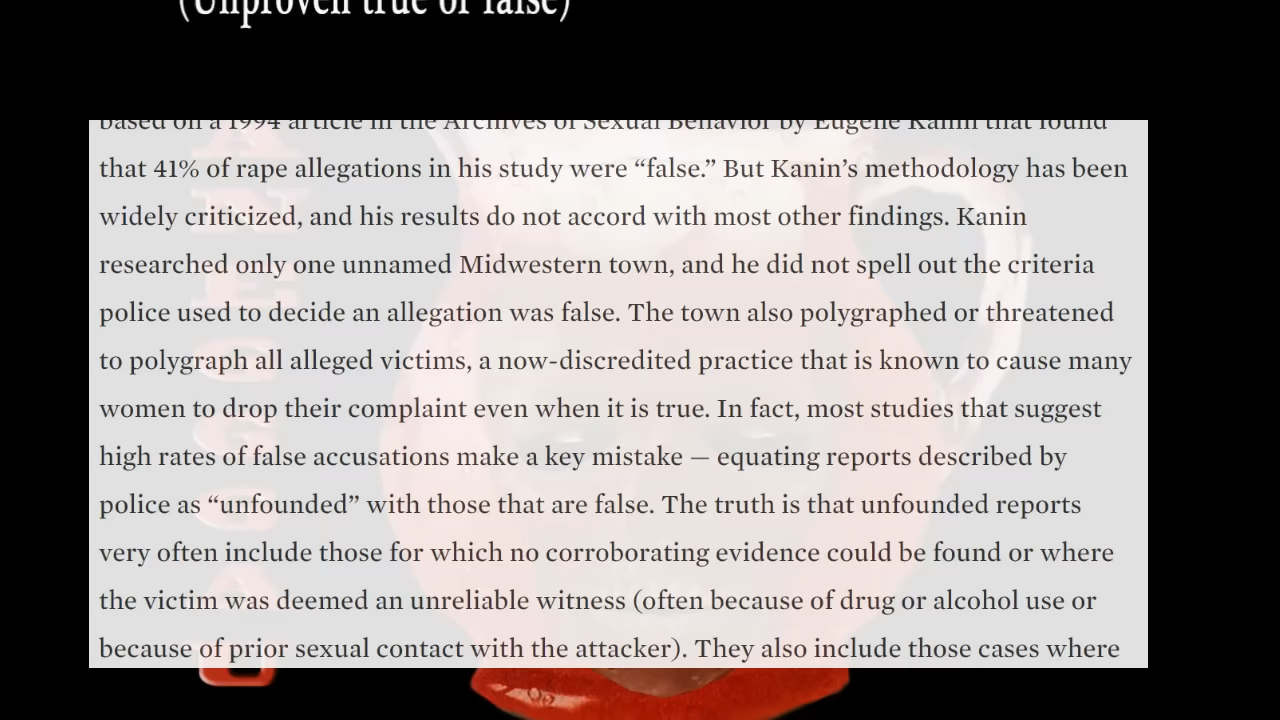 (Unproven true or false)
based on a 1994 article in the Archives of Sexual Behavior by Eugene Kanin that found
that 41% of rape allegations in his study were “false.” But Kanin’s methodology has been
widely criticized, and his results do not accord with most other findings. Kanin
researched only one unnamed Midwestern town, and he did not spell out the criteria
police used to decide an allegation was false. The town also polygraphed or threatened
to polygraph all alleged victims, a now-discredited practice that is known to cause many
women to drop their complaint even when it is true. In fact, most studies that suggest
high rates of false accusations make a key mistake — equating reports described by
police as “unfounded” with those that are false. The truth is that unfounded reports
very often include those for which no corroborating evidence could be found or where
the victim was deemed an unreliable witness (often because of drug or alcohol use or
because of prior sexual contact with the attacker). They also include those cases where